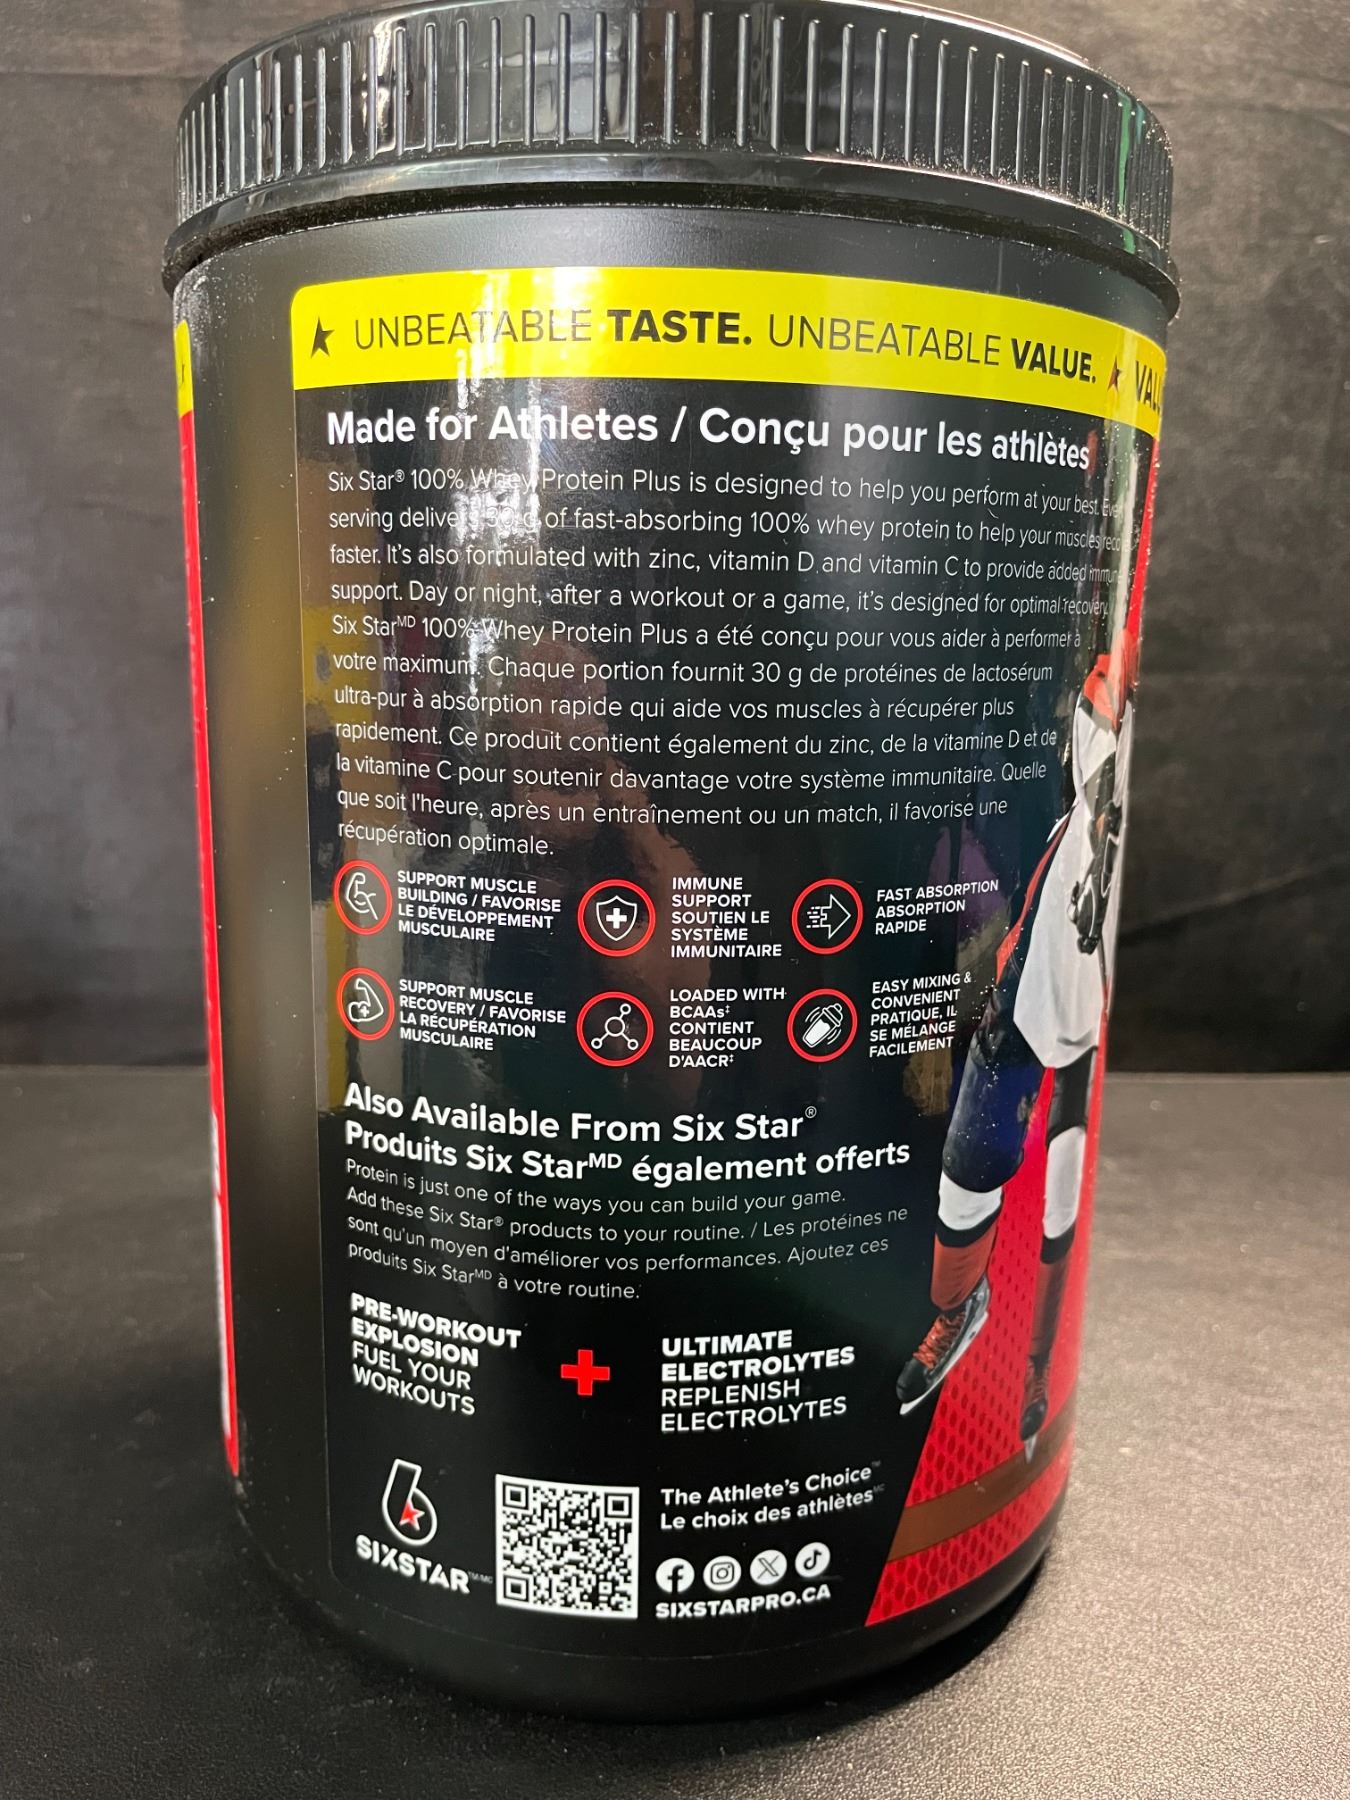 ★ UNBEATABLE TASTE. UNBEATABLE VALUE. ★
Made for Athletes / Conçu pour les athlètes
Six Star® 100% Whey Protein Plus is designed to help you perform at your best.
serving delivers 30 g of fast-absorbing 100% whey protein to help your muscles
faster. It's also formulated with zinc, vitamin D and vitamin C to provide added
support. Day or night, after a workout or a game, it's designed for optimal recovery.
Six StarMD 100% Whey Protein Plus a été conçu pour vous aider à performer à
votre maximum. Chaque portion fournit 30 g de protéines de lactosérum
ultra-pur à absorption rapide qui aide vos muscles à récupérer plus
rapidement. Ce produit contient également du zinc, de la vitamine D et de
la vitamine C pour soutenir davantage votre système immunitaire. Quelle
que soit l'heure, après un entraînement ou un match, il favorise une
récupération optimale.
SUPPORT MUSCLE
BUILDING / FAVORISE
LE DÉVELOPPEMENT
MUSCULAIRE
IMMUNE
SUPPORT
SOUTIEN LE
SYSTÈME
IMMUNITAIRE
FAST ABSORPTION
ABSORPTION
RAPIDE
SUPPORT MUSCLE
RECOVERY / FAVORISE
LA RÉCUPÉRATION
MUSCULAIRE
LOADED WITH
BCAAs‡
CONTIENT
BEAUCOUP
D'AACR‡
EASY MIXING &
CONVENIENT
PRATIQUE, IL
SE MÉLANGE
FACILEMENT
Also Available From Six Star®
Produits Six StarMD également offerts
Protein is just one of the ways you can build your game.
Add these Six Star® products to your routine. / Les protéines ne
sont qu'un moyen d'améliorer vos performances. Ajoutez ces
produits Six StarMD à votre routine.
PRE-WORKOUT
EXPLOSION
FUEL YOUR
WORKOUTS
+
ULTIMATE
ELECTROLYTES
REPLENISH
ELECTROLYTES
SIXSTAR
The Athlete's Choice™
Le choix des athlètesMC
SIXSTARPRO.CA